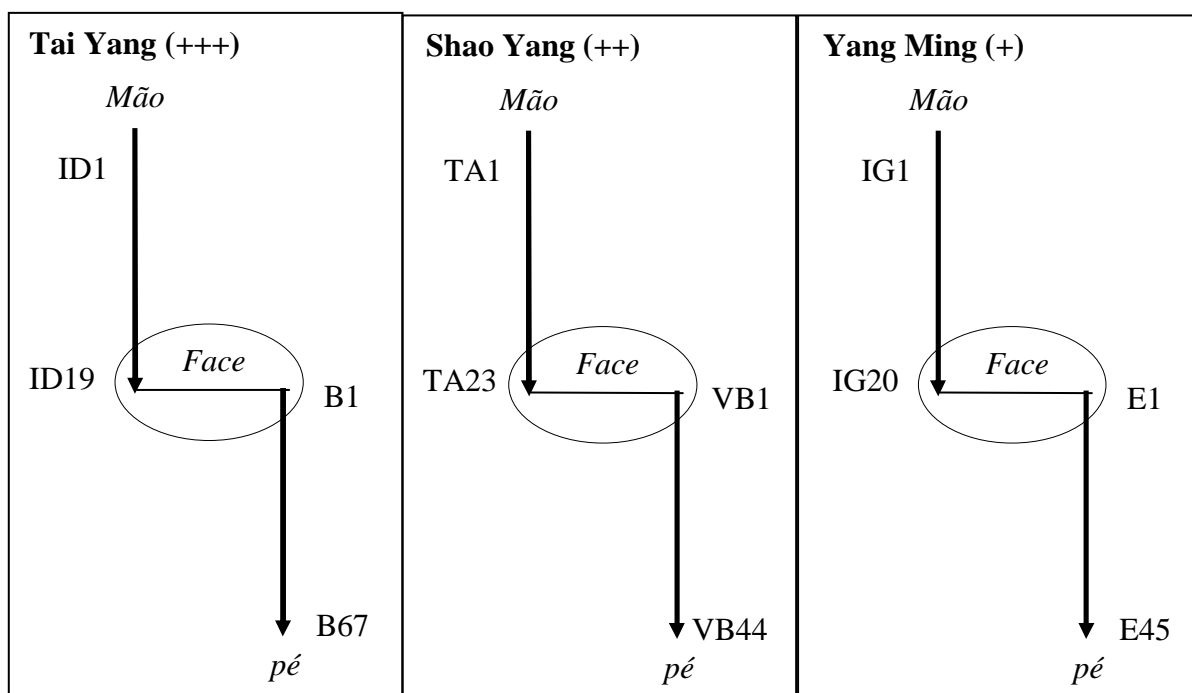 Tai Yang (+++)
Mão
ID1
ID19
Face
B1
B67
pé
Shao Yang (++)
Mão
TA1
TA23
Face
VB1
VB44
pé
Yang Ming (+)
Mão
IG1
IG20
Face
E1
E45
pé